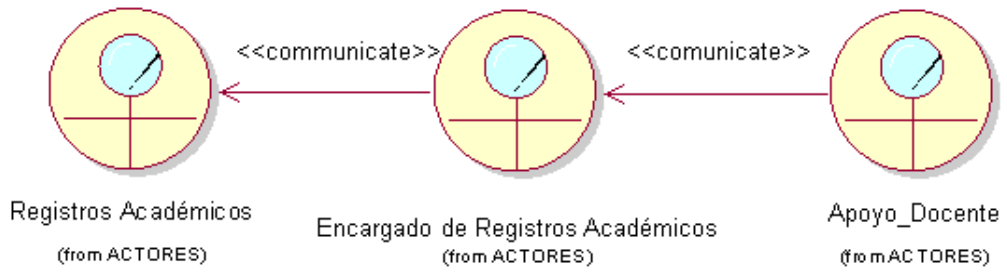 <<communicate>>
<<comunicate>>
Registros Académicos
(from ACTORES)
Encargado de Registros Académicos
(from ACTORES)
Apoyo_Docente
(from ACTORES)